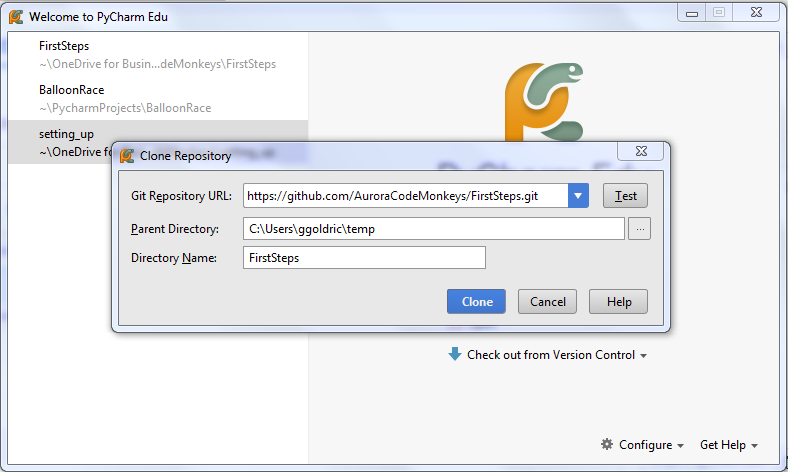 Welcome to PyCharm Edu
FirstSteps
~\OneDrive for Busin...deMonkeys\FirstSteps
BalloonRace
~\PycharmProjects\BalloonRace
setting_up
~\OneDrive fo
Clone Repository
Git Repository URL: https://github.com/AuroraCodeMonkeys/FirstSteps.git Test
Parent Directory: C:\Users\ggoldric\temp ...
Directory Name: FirstSteps
Clone Cancel Help
Check out from Version Control
Configure Get Help